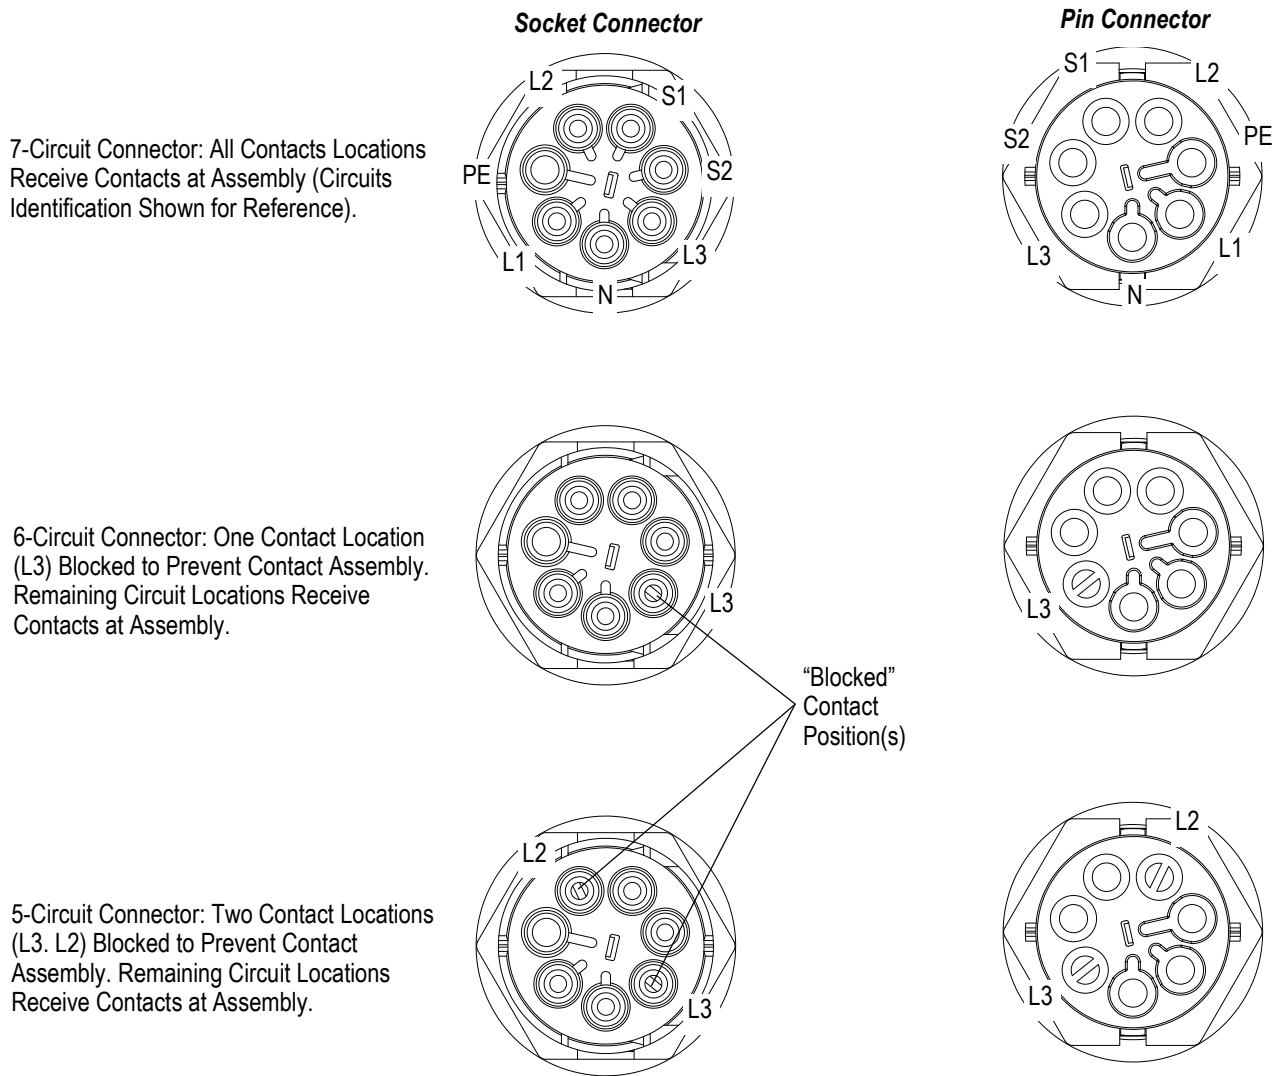 Socket Connector
Pin Connector
7-Circuit Connector: All Contacts Locations
Receive Contacts at Assembly (Circuits
Identification Shown for Reference).
L2
S1
PE
S2
L1
L3
N
S1
L2
S2
PE
L3
L1
N
6-Circuit Connector: One Contact Location
(L3) Blocked to Prevent Contact Assembly.
Remaining Circuit Locations Receive
Contacts at Assembly.
L3
L3
“Blocked”
Contact
Position(s)
5-Circuit Connector: Two Contact Locations
(L3. L2) Blocked to Prevent Contact
Assembly. Remaining Circuit Locations
Receive Contacts at Assembly.
L2
L3
L2
L3